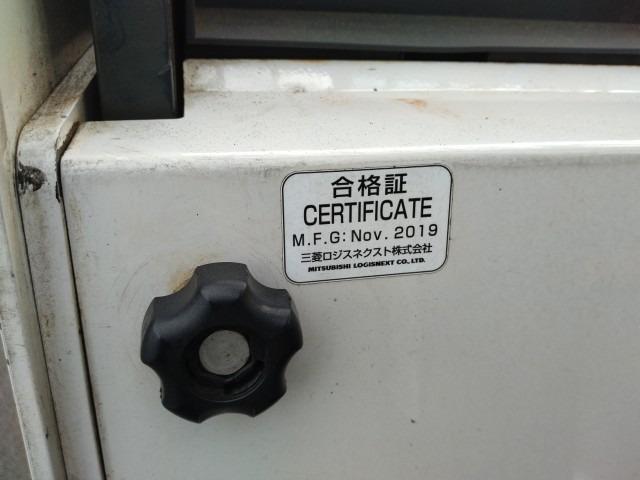 合格証
CERTIFICATE
M.F.G: Nov. 2019
三菱ロジスネクスト株式会社
MITSUBISHI LOGISNEXT CO., LTD.